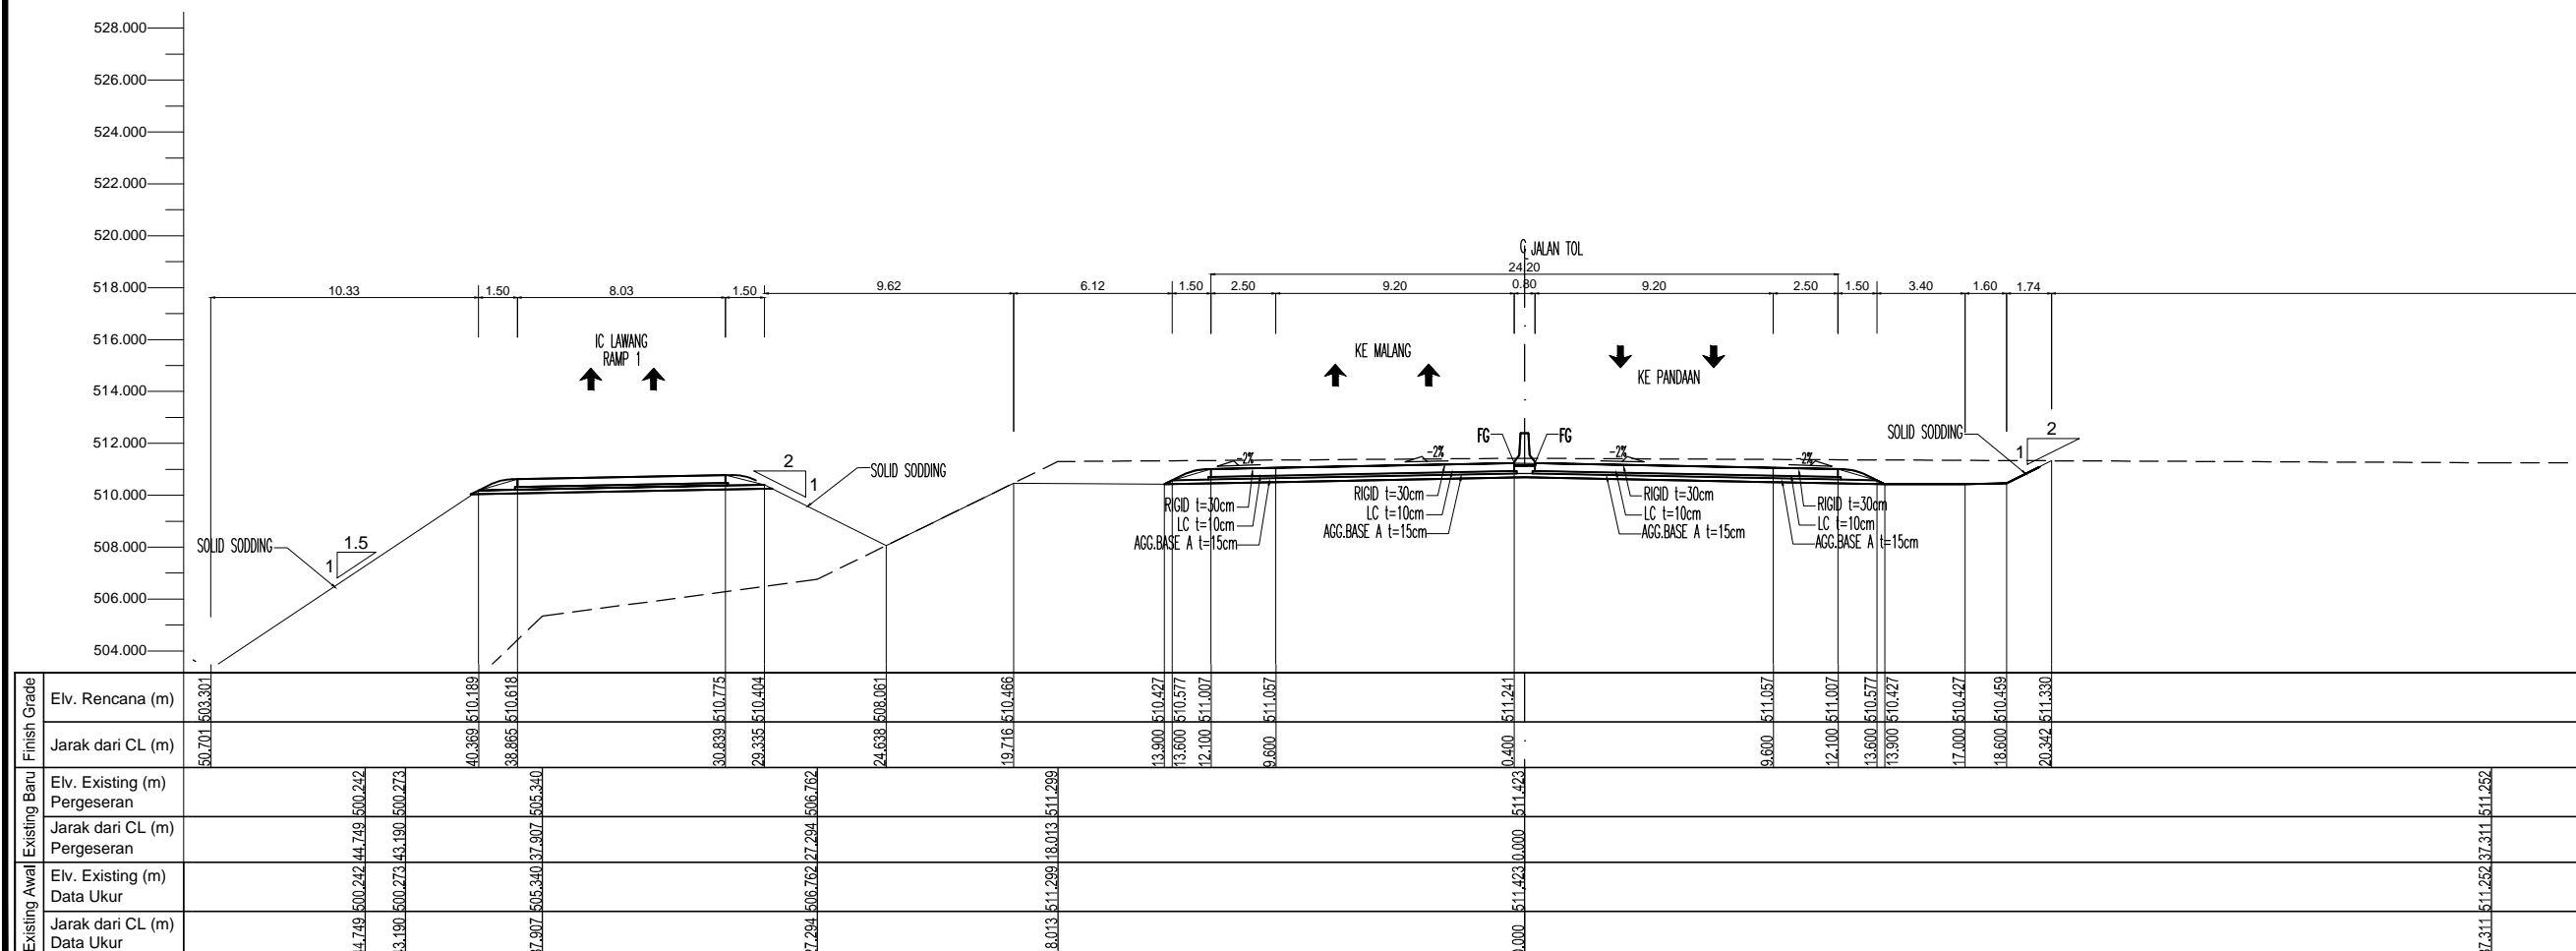 528.000
526.000
524.000
522.000
520.000
518.000
516.000
514.000
512.000
510.000
508.000
506.000
504.000
CL JALAN TOL
24.20
10.33 1.50 8.03 1.50 9.62 6.12 1.50 2.50 9.20 0.80 9.20 2.50 1.50 3.40 1.60 1.74
IC LAWANG
RAMP 1
KE MALANG
KE PANDAAN
SOLID SODDING
1
1.5
2
1
SOLID SODDING
FG FG
-2% -2% -2% -2%
SOLID SODDING
1
2
RIGID t=30cm
LC t=10cm
AGG.BASE A t=15cm
RIGID t=30cm
LC t=10cm
AGG.BASE A t=15cm
RIGID t=30cm
LC t=10cm
AGG.BASE A t=15cm
RIGID t=30cm
LC t=10cm
AGG.BASE A t=15cm
Finish Grade
Elv. Rencana (m)
503.301 510.189 510.618 510.775 510.404 508.061 510.466 510.427 510.577 511.007 511.057 511.241 511.057 511.007 510.577 510.427 510.427 510.459 511.330
Jarak dari CL (m)
50.701 40.369 38.865 30.839 29.335 24.638 19.716 13.900 13.600 12.100 9.600 0.400 9.600 12.100 13.600 13.900 17.000 18.600 20.342
Existing Baru
Elv. Existing (m)
Pergeseran
500.242 500.273 505.340 506.762 511.299 511.423 511.252
Jarak dari CL (m)
Pergeseran
44.749 43.190 37.907 27.294 18.013 0.000 37.311
Existing Awal
Elv. Existing (m)
Data Ukur
500.242 500.273 505.340 506.762 511.299 511.423 511.252
Jarak dari CL (m)
Data Ukur